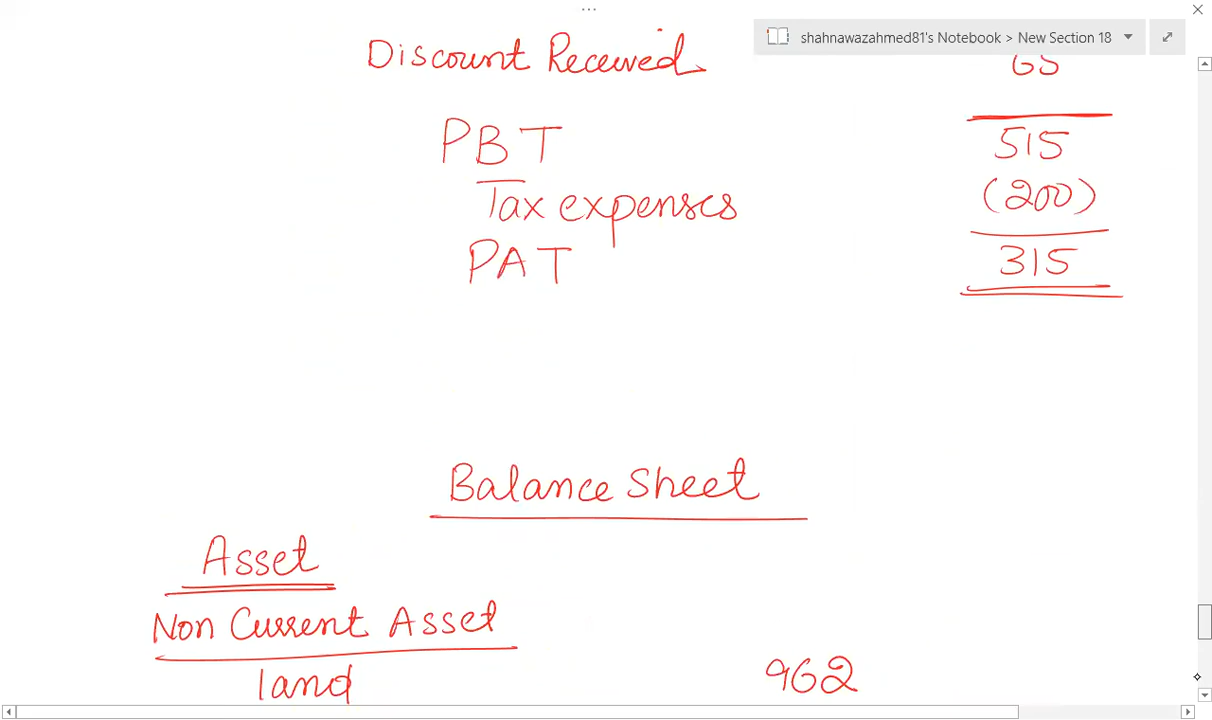 shahnawazahmed81's Notebook > New Section 18
Discount Received 65
PBT 515
Tax expenses (200)
PAT 315
Balance Sheet
Asset
Non Current Asset
land 962